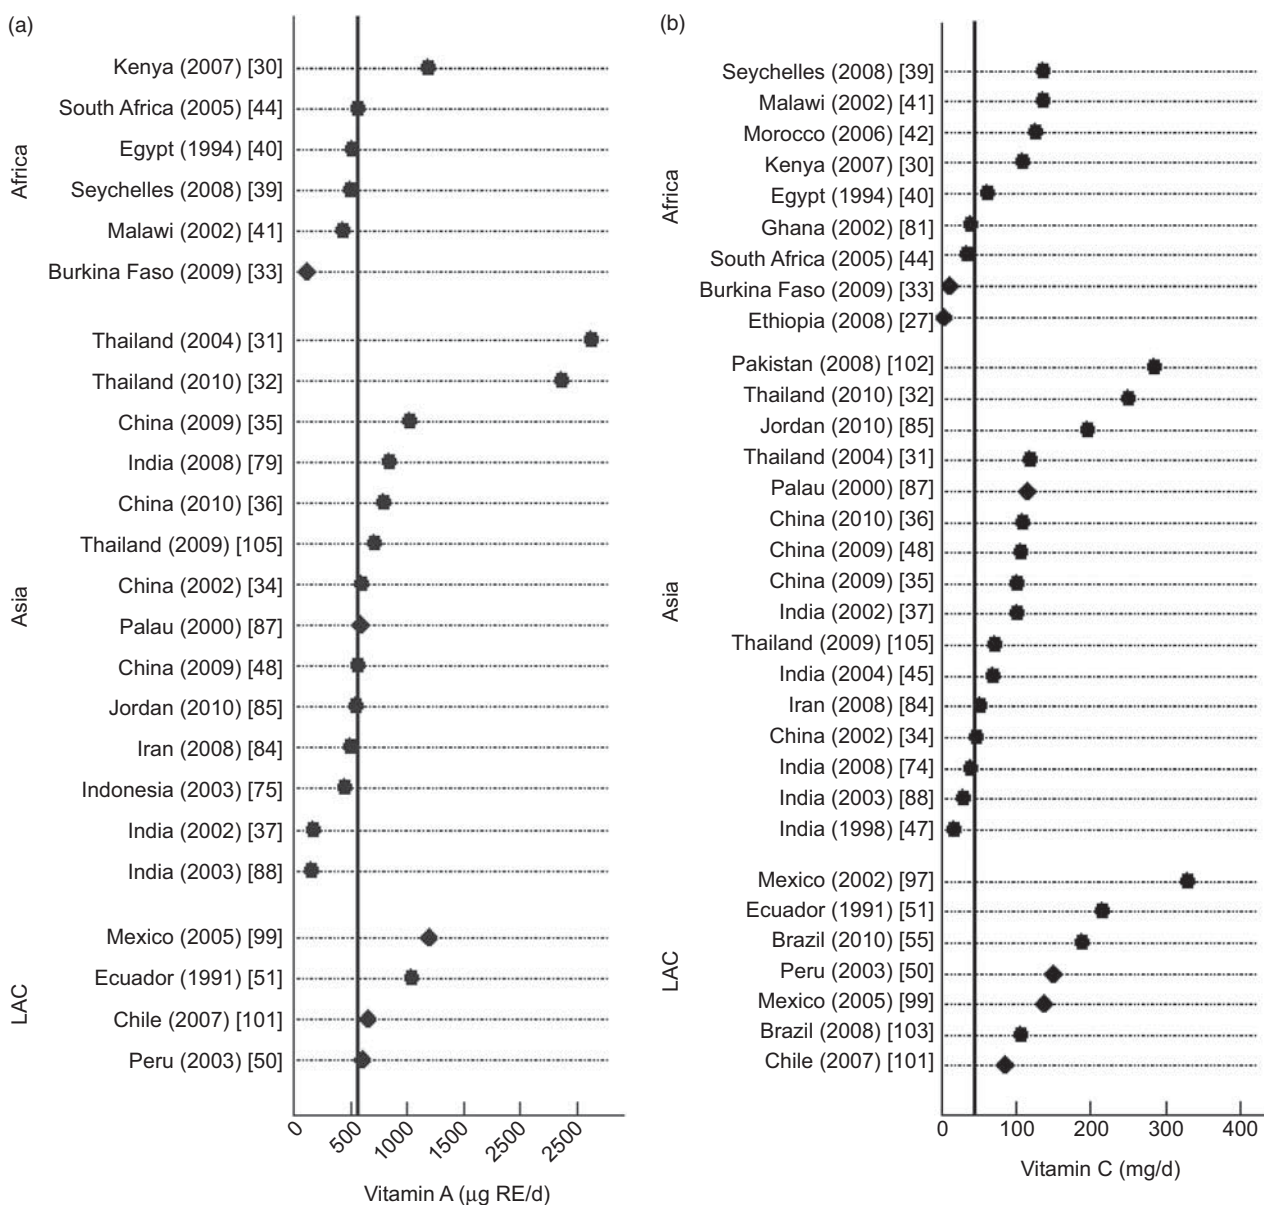 (a)
Africa
Kenya (2007) [30]
South Africa (2005) [44]
Egypt (1994) [40]
Seychelles (2008) [39]
Malawi (2002) [41]
Burkina Faso (2009) [33]
Asia
Thailand (2004) [31]
Thailand (2010) [32]
China (2009) [35]
India (2008) [79]
China (2010) [36]
Thailand (2009) [105]
China (2002) [34]
Palau (2000) [87]
China (2009) [48]
Jordan (2010) [85]
Iran (2008) [84]
Indonesia (2003) [75]
India (2002) [37]
India (2003) [88]
LAC
Mexico (2005) [99]
Ecuador (1991) [51]
Chile (2007) [101]
Peru (2003) [50]
0 500 1000 2500 2500 2500
Vitamin A (μg RE/d)
(b)
Africa
Seychelles (2008) [39]
Malawi (2002) [41]
Morocco (2006) [42]
Kenya (2007) [30]
Egypt (1994) [40]
Ghana (2002) [81]
South Africa (2005) [44]
Burkina Faso (2009) [33]
Ethiopia (2008) [27]
Asia
Pakistan (2008) [102]
Thailand (2010) [32]
Jordan (2010) [85]
Thailand (2004) [31]
Palau (2000) [87]
China (2010) [36]
China (2009) [48]
China (2009) [35]
India (2002) [37]
Thailand (2009) [105]
India (2004) [45]
Iran (2008) [84]
China (2002) [34]
India (2008) [74]
India (2003) [88]
India (1998) [47]
LAC
Mexico (2002) [97]
Ecuador (1991) [51]
Brazil (2010) [55]
Peru (2003) [50]
Mexico (2005) [99]
Brazil (2008) [103]
Chile (2007) [101]
0 100 200 300 400
Vitamin C (mg/d)